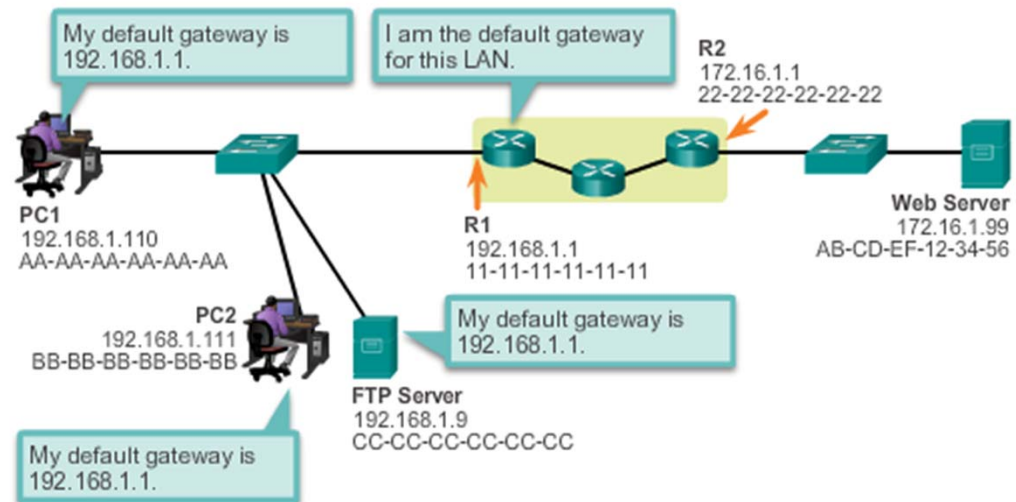 My default gateway is
192.168.1.1.
I am the default gateway
for this LAN.
R2
172.16.1.1
22-22-22-22-22-22
PC1
192.168.1.110
AA-AA-AA-AA-AA-AA
R1
192.168.1.1
11-11-11-11-11-11
Web Server
172.16.1.99
AB-CD-EF-12-34-56
PC2
192.168.1.111
BB-BB-BB-BB-BB-BB
My default gateway is
192.168.1.1.
FTP Server
192.168.1.9
CC-CC-CC-CC-CC-CC
My default gateway is
192.168.1.1.